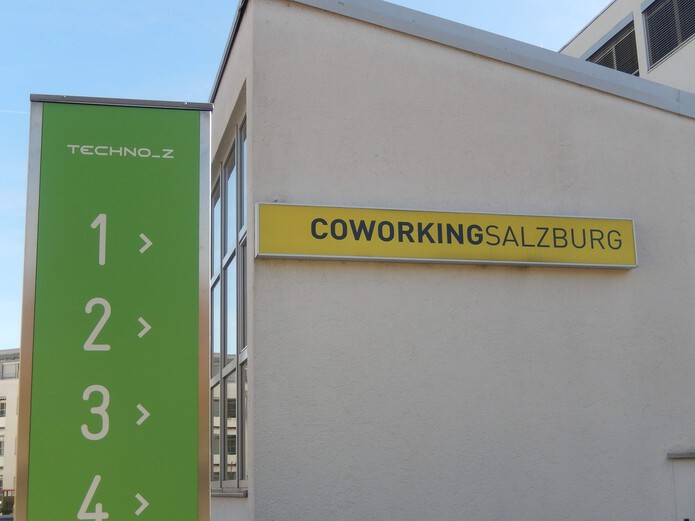 TECHNO_Z
1 >
2 >
3 >
4 >
COWORKINGSALZBURG